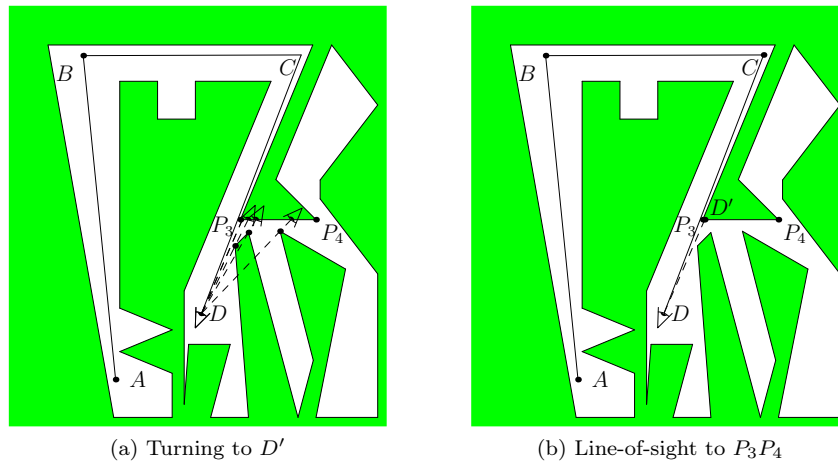 B
C
P3
P4
D
A
(a) Turning to D′
B
C
D′
P3
P4
D
A
(b) Line-of-sight to P3P4